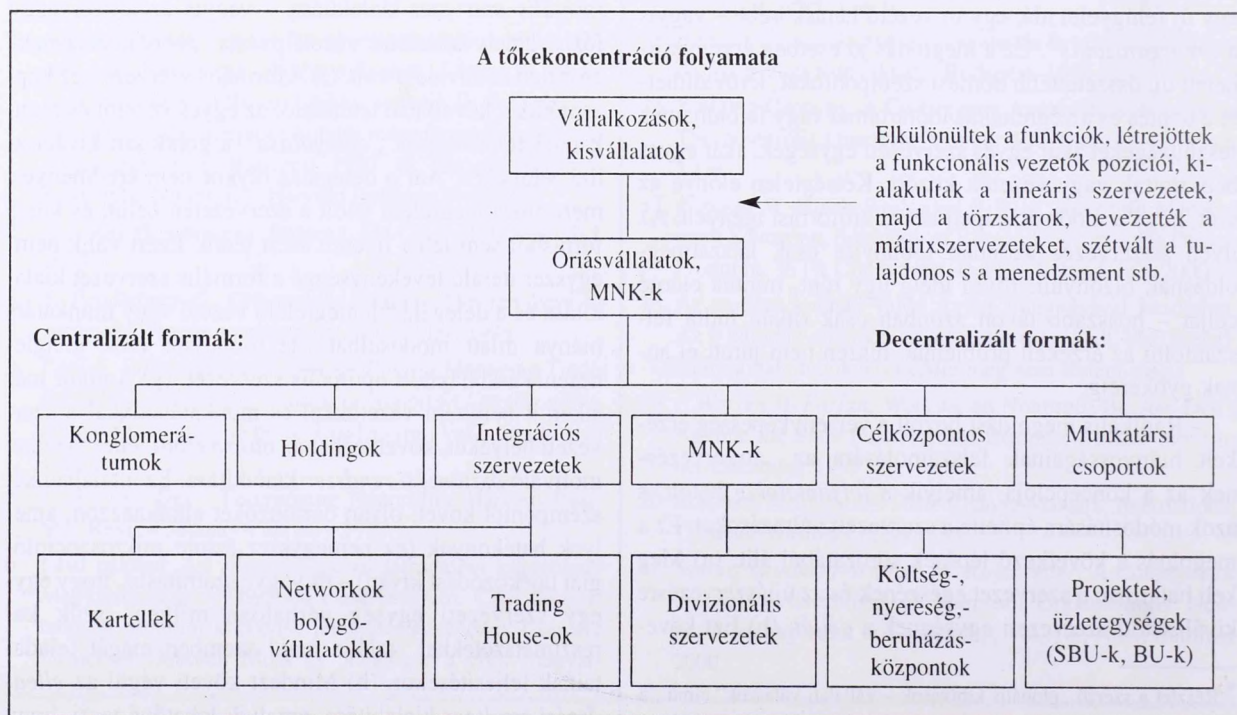 A tőkekoncentráció folyamata
Vállalkozások,
kisvállalatok
Elkülönültek a funkciók, létrejöttek
a funkcionális vezetők pozíciói, ki-
alakultak a lineáris szervezetek,
majd a törzskarok, bevezették a
mátrixszervezeteket, szétvált a tu-
lajdonos s a menedzsment stb.
Óriásvállalatok,
MNK-k
Centralizált formák:
Decentralizált formák:
Konglomerá-
tumok
Holdingok
Integrációs
szervezetek
MNK-k
Célközpontos
szervezetek
Munkatársi
csoportok
Kartellek
Networkok
bolygó-
vállalatokkal
Trading
House-ok
Divizionális
szervezetek
Költség-,
nyereség,-
beruházás-
központok
Projektek,
üzletegységek
(SBU-k, BU-k)